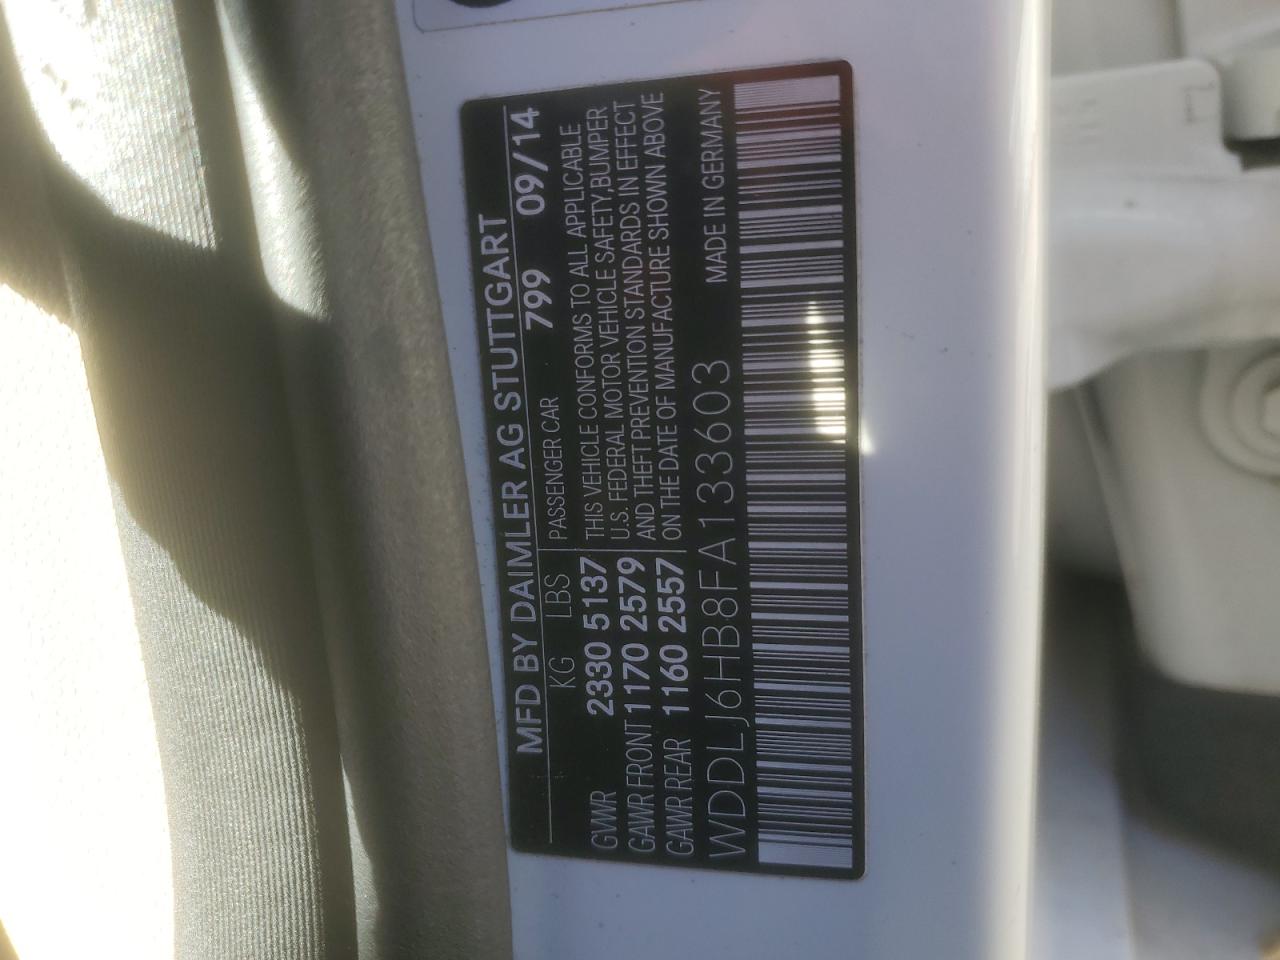 MFD BY DAIMLER AG STUTTGART
KG LBS PASSENGER CAR 799 09/14
GVWR 2330 5137 THIS VEHICLE CONFORMS TO ALL APPLICABLE
U.S. FEDERAL MOTOR VEHICLE SAFETY,BUMPER
GAWR FRONT 1170 2579 AND THEFT PREVENTION STANDARDS IN EFFECT
GAWR REAR 1160 2557 ON THE DATE OF MANUFACTURE SHOWN ABOVE
WDDLJ6HB8FA133603 MADE IN GERMANY